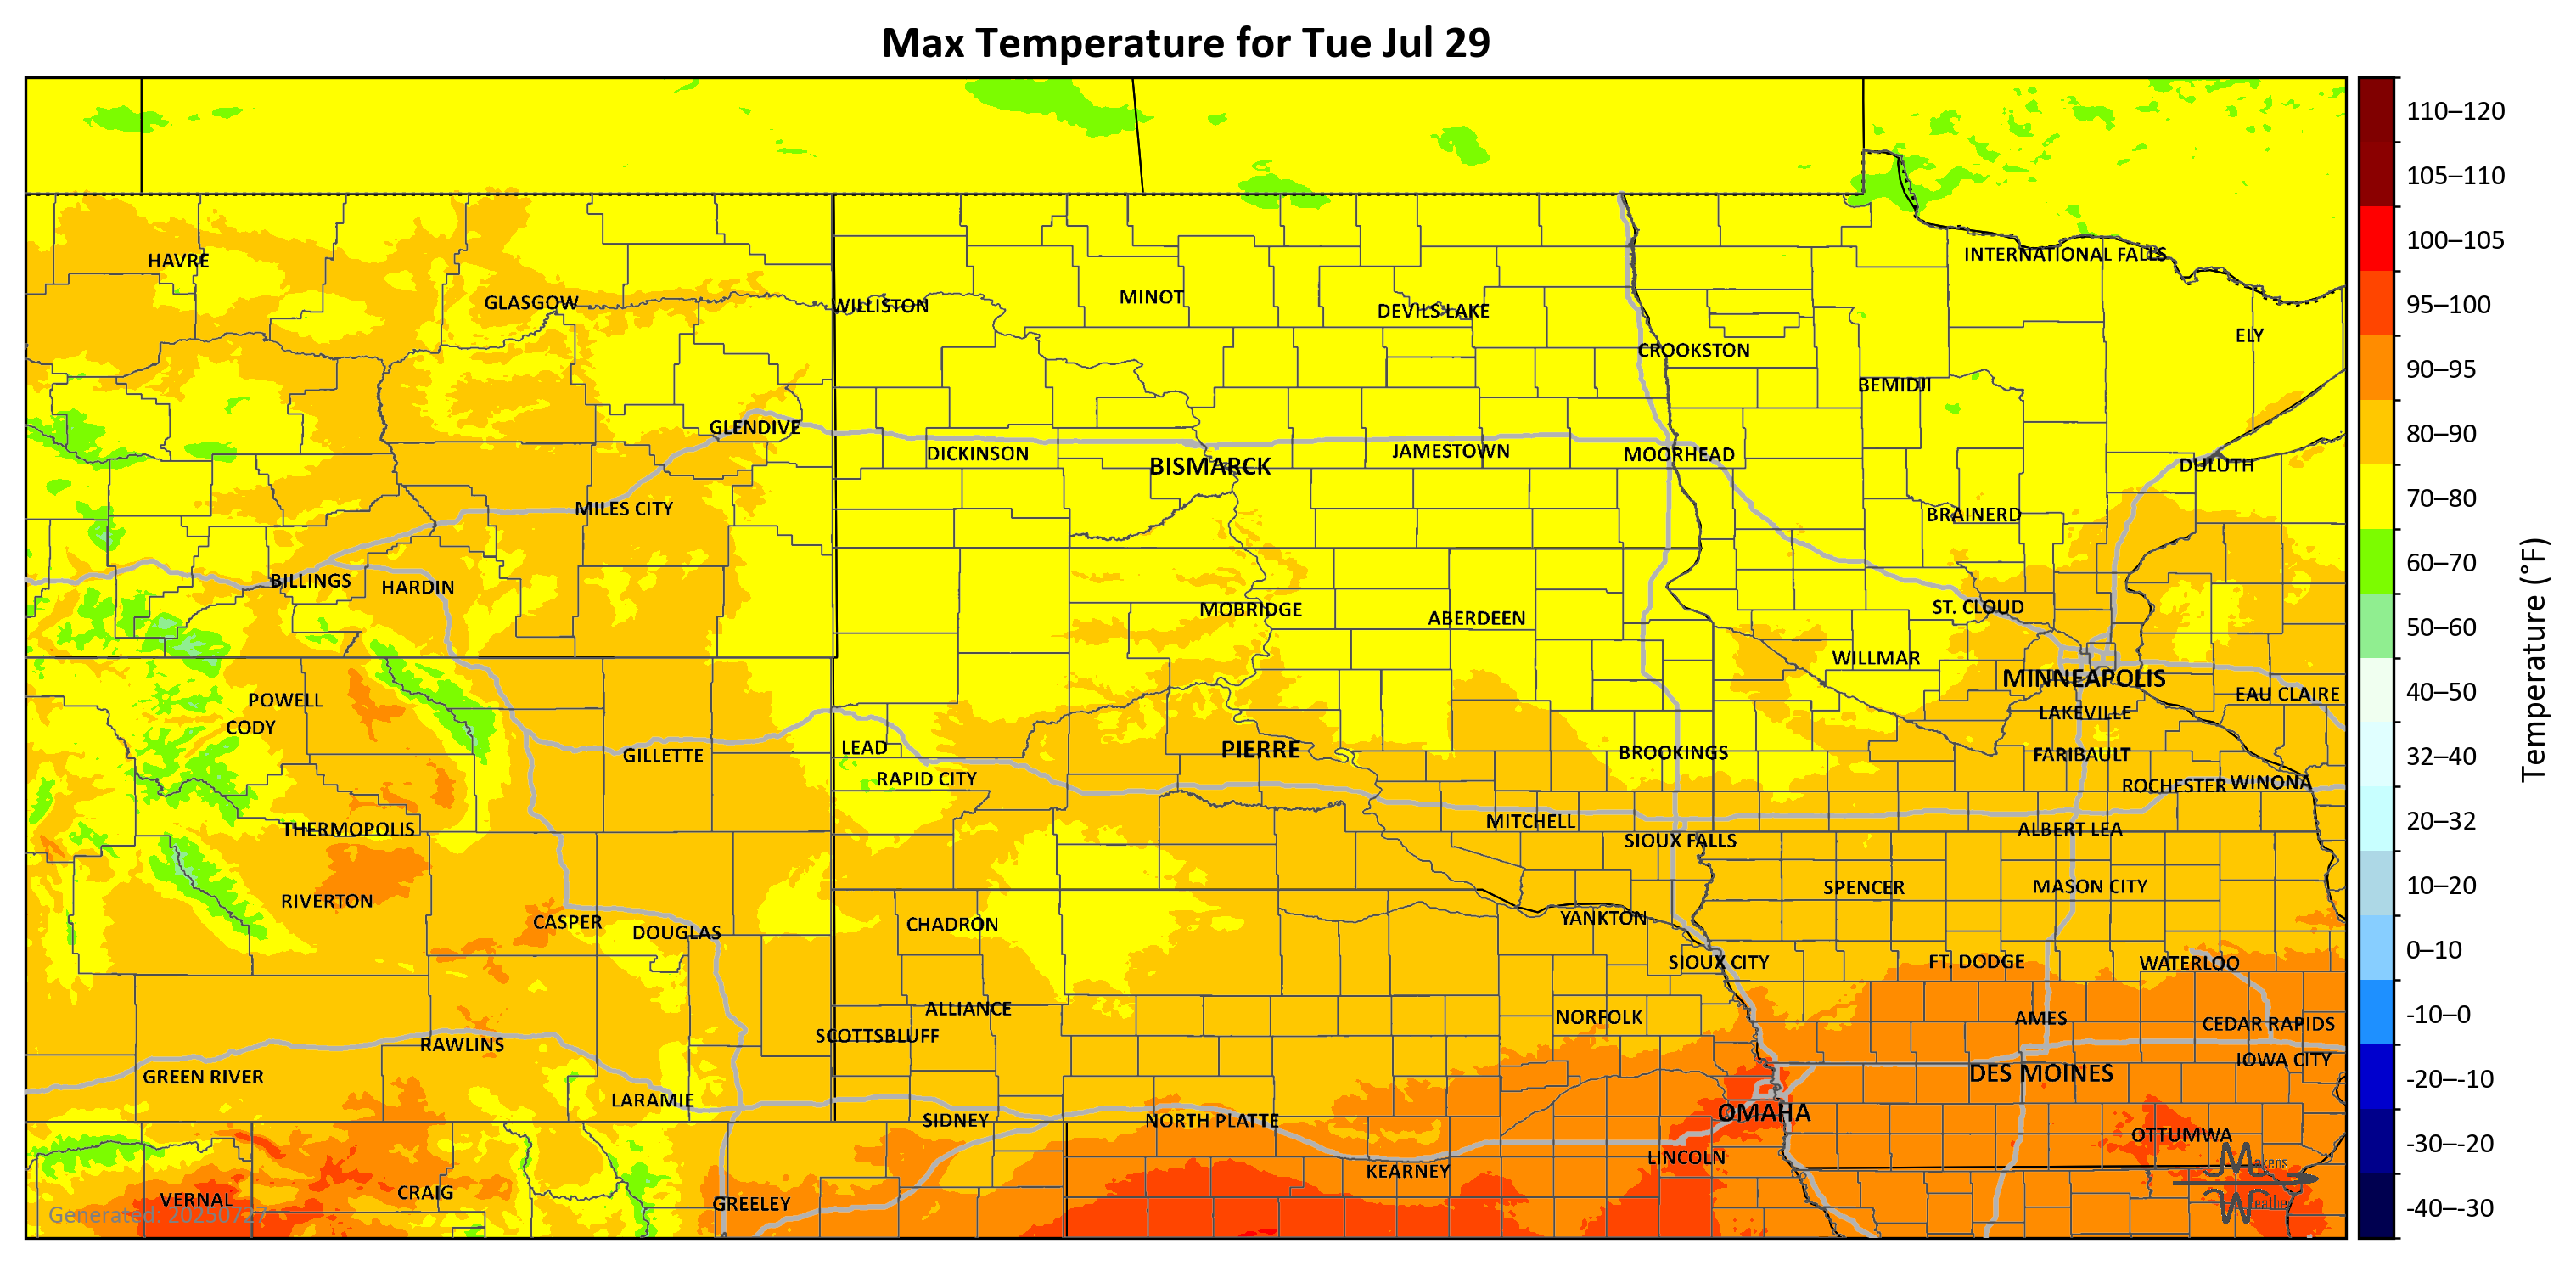 Max Temperature for Tue Jul 29
110–120
105–110
100–105
95–100
90–95
80–90
70–80
60–70
50–60
40–50
32–40
20–32
10–20
0–10
-10–0
-20–-10
-30–-20
-40–-30
Temperature (°F)
HAVRE
INTERNATIONAL FALLS
GLASGOW
WILLISTON
MINOT
DEVILS LAKE
ELY
CROOKSTON
BEMIDJI
GLENDIVE
DICKINSON
BISMARCK
JAMESTOWN
MOORHEAD
DULUTH
MILES CITY
BRAINERD
BILLINGS
HARDIN
MOBRIDGE
ABERDEEN
ST. CLOUD
WILLMAR
MINNEAPOLIS
POWELL
EAU CLAIRE
CODY
LAKEVILLE
GILLETTE
LEAD
PIERRE
BROOKINGS
FARIBAULT
RAPID CITY
ROCHESTER
WINONA
THERMOPOLIS
MITCHELL
SIOUX FALLS
ALBERT LEA
RIVERTON
SPENCER
MASON CITY
CASPER
DOUGLAS
CHADRON
YANKTON
SIOUX CITY
FT. DODGE
WATERLOO
ALLIANCE
NORFOLK
AMES
CEDAR RAPIDS
RAWLINS
SCOTTSBLUFF
IOWA CITY
GREEN RIVER
DES MOINES
LARAMIE
SIDNEY
NORTH PLATTE
OMAHA
OTTUMWA
KEARNEY
LINCOLN
VERNAL
CRAIG
GREELEY
Makens
Weather
Generated: 20250727